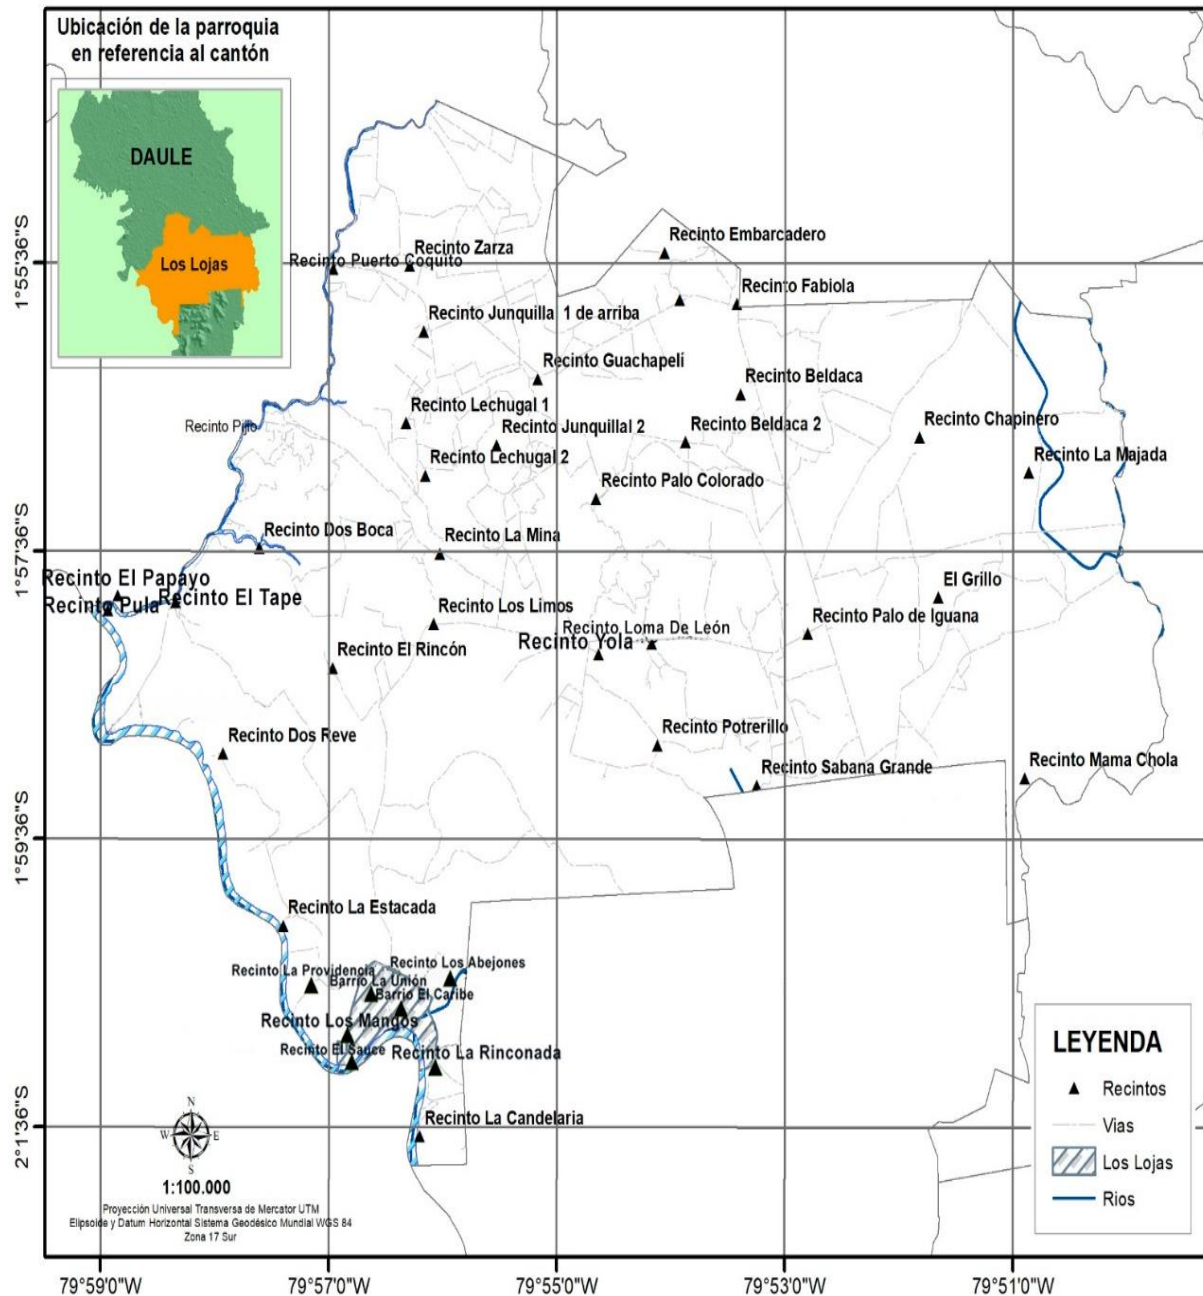 Ubicación de la parroquia
en referencia al cantón
DAULE
Los Lojas
1°55'36"S
1°57'36"S
1°59'36"S
2°1'36"S
Recinto Embarcadero
Recinto Zarza
Recinto Puerto Coquito
Recinto Fabiola
Recinto Junquilla 1 de arriba
Recinto Guachapeli
Recinto Beldaca
Recinto Lechugal 1
Recinto Chapinero
Recinto Junquillal 2
Recinto Beldaca 2
Recinto
Recinto Lechugal 2
Recinto La Majada
Recinto Palo Colorado
Recinto Dos Boca
Recinto La Mina
Recinto El Papayo
El Grillo
Recinto Pula
Recinto El Tape
Recinto Los Limos
Recinto Palo de Iguana
Recinto Loma De León
Recinto Yola
Recinto El Rincón
Recinto Potrerillo
Recinto Dos Reve
Recinto Sabana Grande
Recinto Mama Chola
Recinto La Estacada
Recinto Los Abejones
Recinto La Providencia
Barrio La Unión
Barrio El Caribe
Recinto Los Mangos
Recinto El Sauce
Recinto La Rinconada
Recinto La Candelaria
LEYENDA
Recintos
Vias
Los Lojas
Rios
N
W
E
S
1:100.000
Proyección Universal Transversa de Mercator UTM
Elipsoide y Datum Horizontal Sistema Geodésico Mundial WGS 84
Zona 17 Sur
79°59'0"W
79°57'0"W
79°55'0"W
79°53'0"W
79°51'0"W